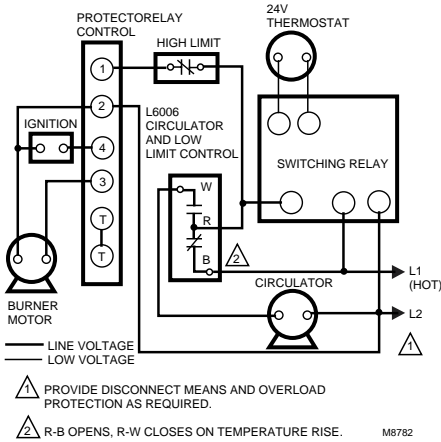 PROTECTORELAY
CONTROL
24V
THERMOSTAT
HIGH LIMIT
1
2
IGNITION
4
3
T
T
L6006
CIRCULATOR
AND LOW
LIMIT CONTROL
SWITCHING RELAY
W
R
B
2
L1
(HOT)
CIRCULATOR
L2
BURNER
MOTOR
1
LINE VOLTAGE
LOW VOLTAGE
1 PROVIDE DISCONNECT MEANS AND OVERLOAD
PROTECTION AS REQUIRED.
2 R-B OPENS, R-W CLOSES ON TEMPERATURE RISE.
M8782